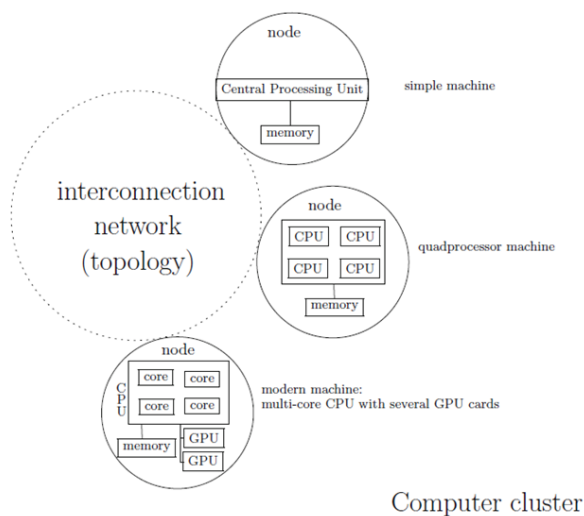 node
Central Processing Unit
memory
simple machine
interconnection
network
(topology)
node
CPU CPU
CPU CPU
memory
quadprocessor machine
node
C
P
U
core core
core core
memory
GPU
GPU
modern machine:
multi-core CPU with several GPU cards
Computer cluster